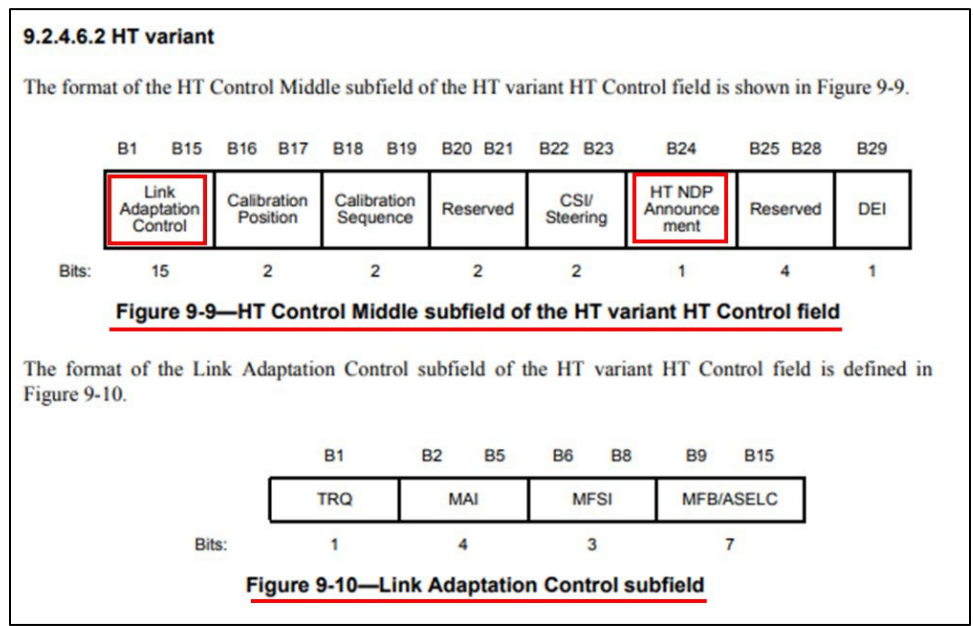 9.2.4.6.2 HT variant
The format of the HT Control Middle subfield of the HT variant HT Control field is shown in Figure 9-9.
B1 B15 B16 B17 B18 B19 B20 B21 B22 B23 B24 B25 B28 B29
Link Adaptation Control
Calibration Position
Calibration Sequence
Reserved
CSI/ Steering
HT NDP Announce ment
Reserved
DEI
Bits: 15 2 2 2 2 1 4 1
Figure 9-9—HT Control Middle subfield of the HT variant HT Control field
The form at of the Link Adaptation Control subfield of the HT variant HT Control field is defined in
Figure 9-10.
B1 B2 B5 B6 B8 B9 B15
TRQ MAI MFSI MFB/ASELC
Bits: 1 4 3 7
Figure 9-10—Link Adaptation Control subfield